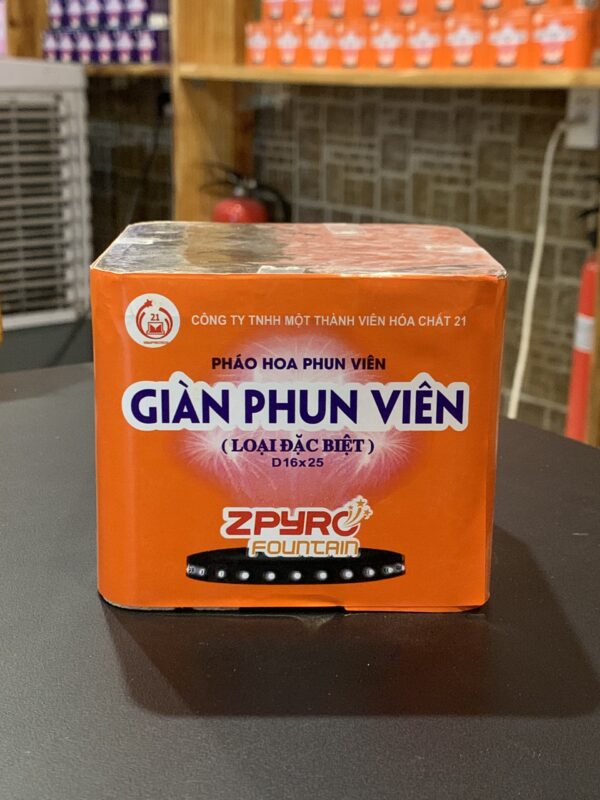 21
CÔNG TY TNHH MỘT THÀNH VIÊN HÓA CHẤT 21
PHÁO HOA PHUN VIÊN
GIÀN PHUN VIÊN
( LOẠI ĐẶC BIỆT )
D16x25
ZPYRO
FOUNTAIN